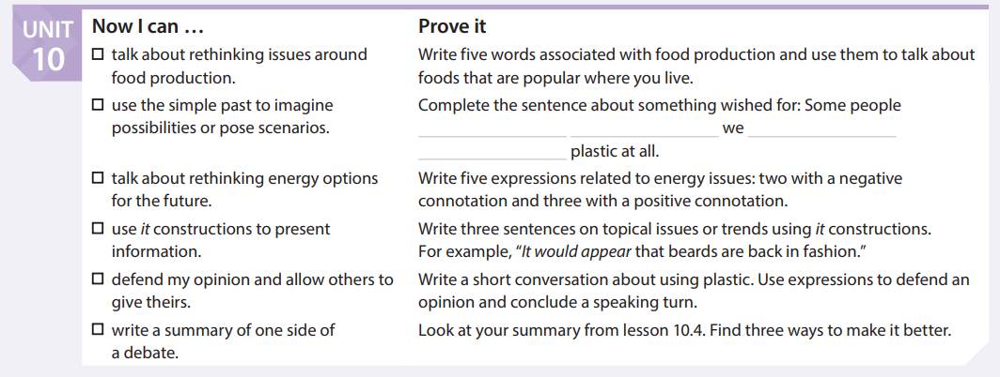 UNIT
10
Now I can …
Prove it
☐ talk about rethinking issues around
food production.
Write five words associated with food production and use them to talk about
foods that are popular where you live.
☐ use the simple past to imagine
possibilities or pose scenarios.
Complete the sentence about something wished for: Some people
____ ____ we ____
____ plastic at all.
☐ talk about rethinking energy options
for the future.
Write five expressions related to energy issues: two with a negative
connotation and three with a positive connotation.
☐ use it constructions to present
information.
Write three sentences on topical issues or trends using it constructions.
For example, “It would appear that beards are back in fashion.”
☐ defend my opinion and allow others to
give theirs.
Write a short conversation about using plastic. Use expressions to defend an
opinion and conclude a speaking turn.
☐ write a summary of one side of
a debate.
Look at your summary from lesson 10.4. Find three ways to make it better.